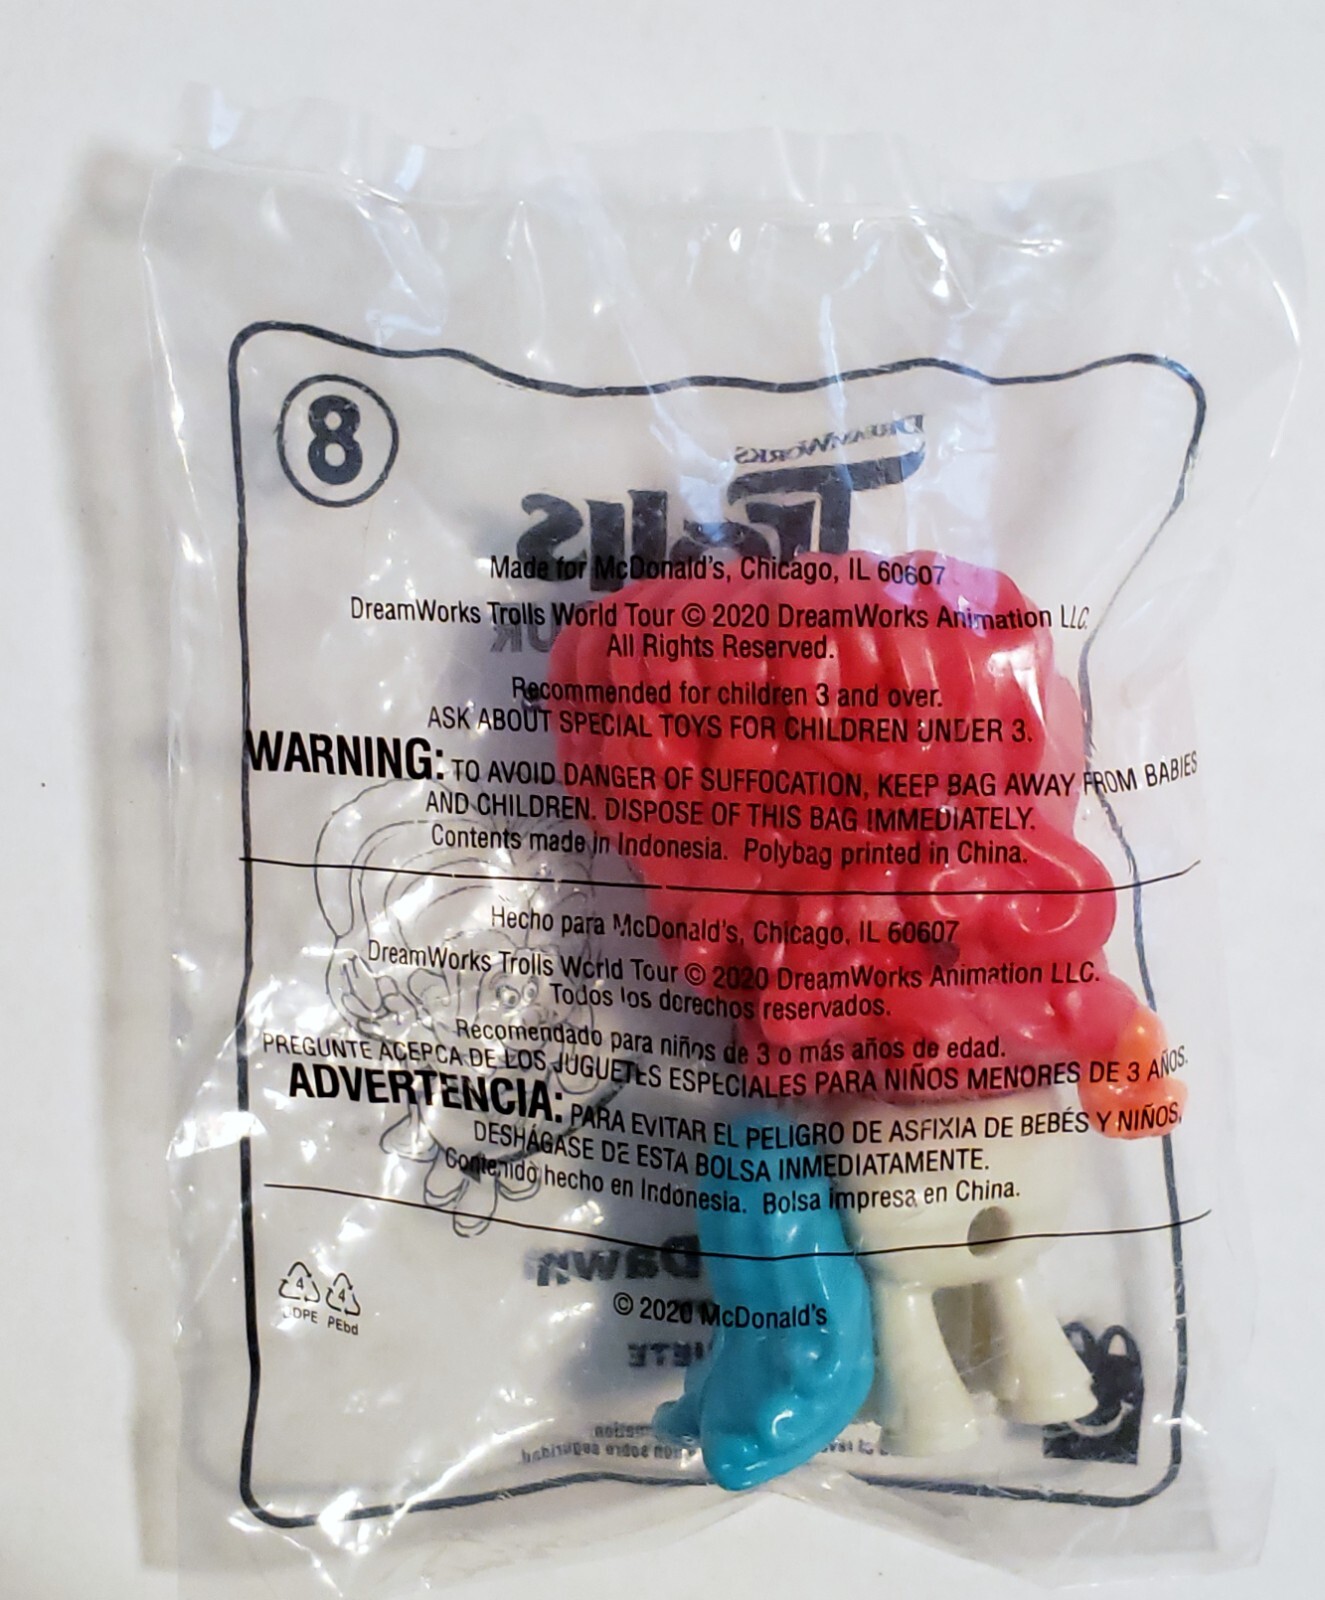 8
DREAMWORKS
Trolls
Made for McDonald's, Chicago, IL 60607
DreamWorks Trolls World Tour © 2020 DreamWorks Animation LLC
All Rights Reserved.
Recommended for children 3 and over.
ASK ABOUT SPECIAL TOYS FOR CHILDREN UNDER 3.
WARNING: TO AVOID DANGER OF SUFFOCATION, KEEP BAG AWAY FROM BABIES
AND CHILDREN. DISPOSE OF THIS BAG IMMEDIATELY.
Contents made in Indonesia. Polybag printed in China.
Hecho para McDonald's, Chicago, IL 60607
DreamWorks Trolls World Tour © 2020 DreamWorks Animation LLC.
Todos los derechos reservados.
Recomendado para niños de 3 o más años de edad.
PREGUNTE ACERCA DE LOS JUGUETES ESPECIALES PARA NIÑOS MENORES DE 3 AÑOS.
ADVERTENCIA: PARA EVITAR EL PELIGRO DE ASFIXIA DE BEBÉS Y NIÑOS,
DESHÁGASE DE ESTA BOLSA INMEDIATAMENTE.
Contenido hecho en Indonesia. Bolsa impresa en China.
Dawn
4 4
LDPE PEbd
© 2020 McDonald's